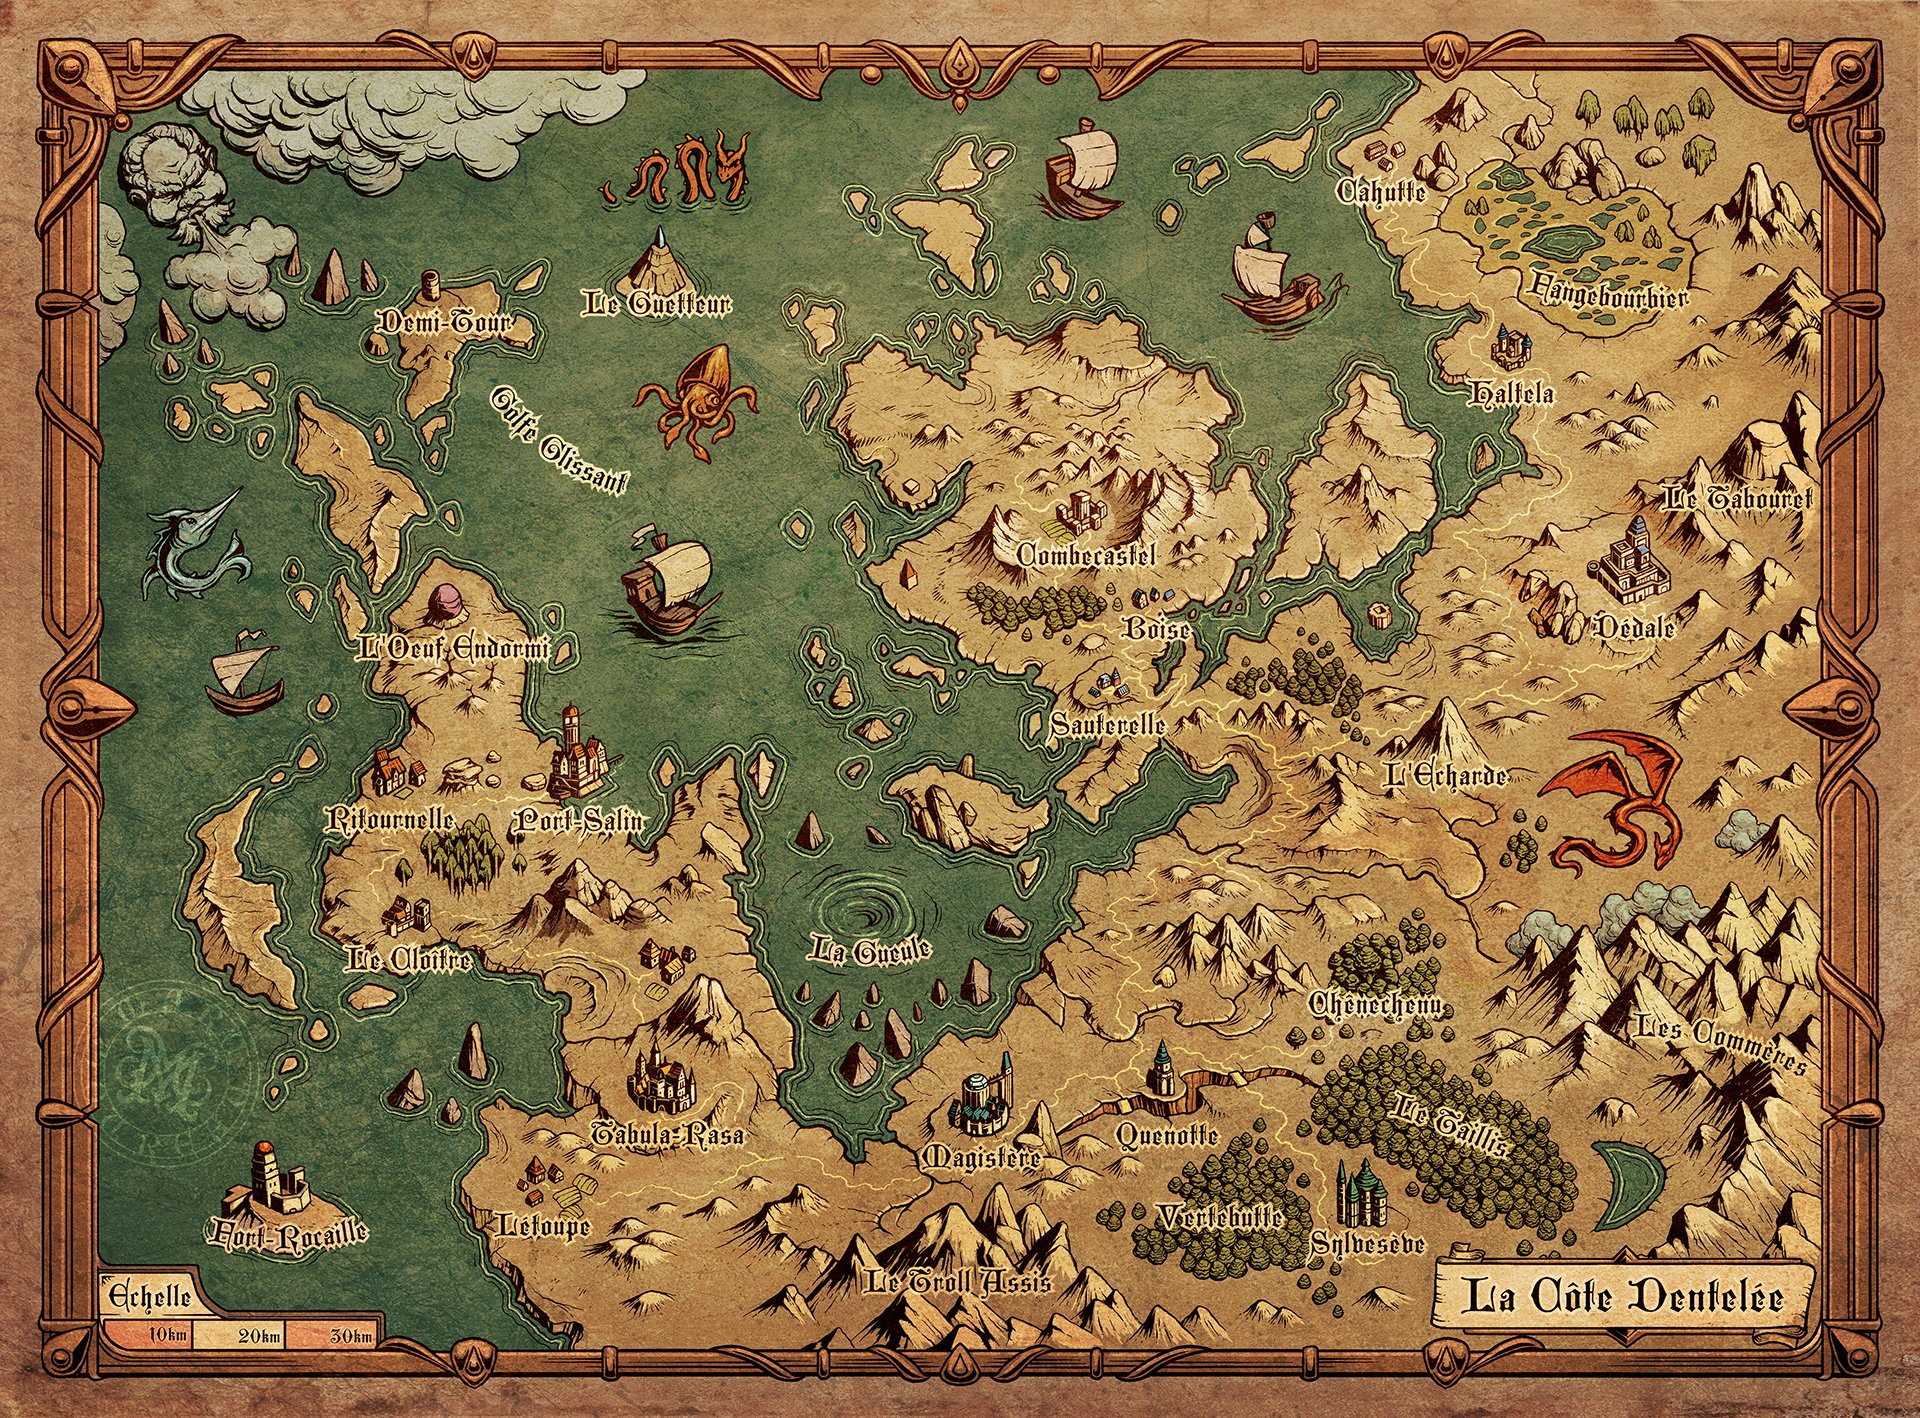 Cahutte
Fangebourbier
Le Guetteur
Demi-Tour
Haltela
Golfe Glissant
Le Tabouret
Combecastel
Boise
Dédale
L'Oeuf Endormi
Sauterelle
L'Echarde
Ritournelle
Port-Salin
Le Cloître
La Gueule
Chênechenu
Les Commères
Tabula-Rasa
Magistère
Quenotte
Le Taillis
Létoupe
Vertebutte
Sylvesève
Fort-Rocaille
Le Troll Assis
La Côte Dentelée
Echelle
10km 20km 30km